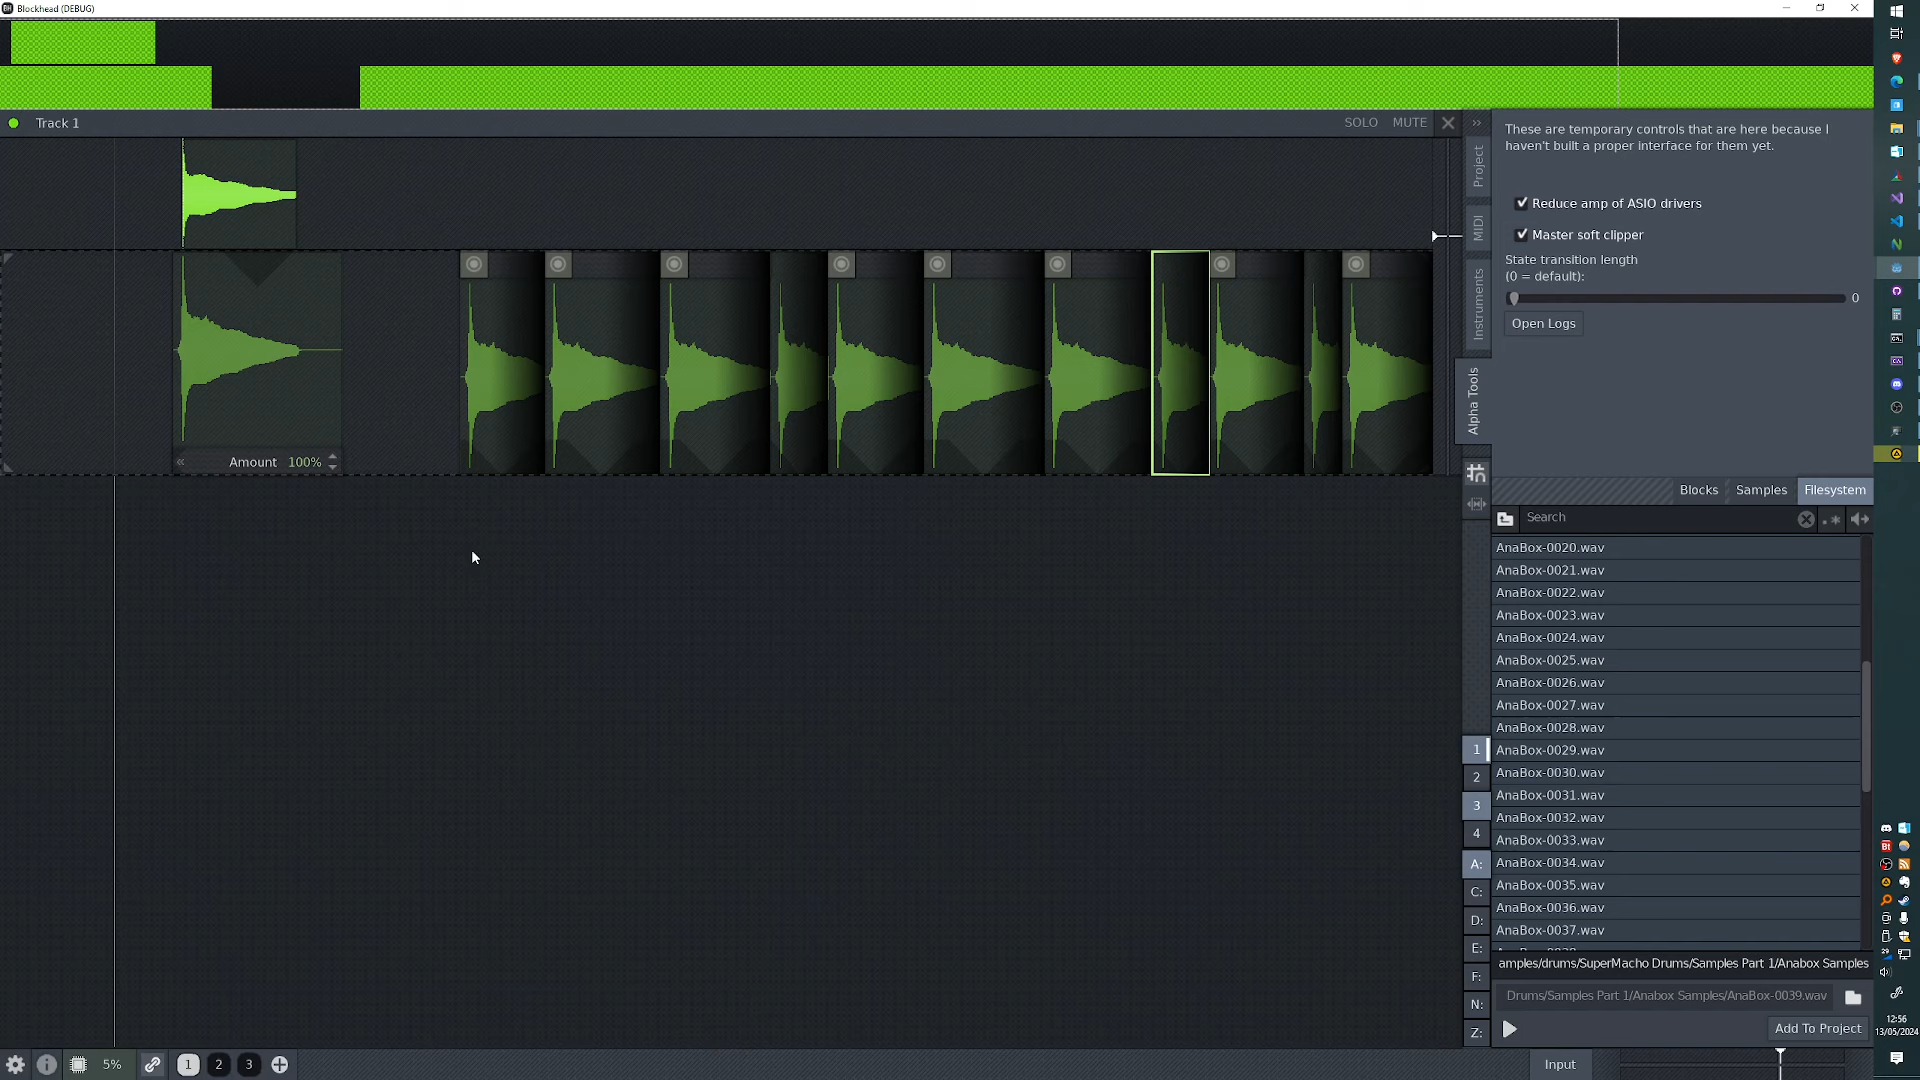 Blockhead (DEBUG)
Track 1
SOLO MUTE
Amount 100%
Project
MIDI
Instruments
Alpha Tools
These are temporary controls that are here because I
haven't built a proper interface for them yet.
Reduce amp of ASIO drivers
Master soft clipper
State transition length
(0 = default):
0
Open Logs
Blocks Samples Filesystem
Search
AnaBox-0020.wav
AnaBox-0021.wav
AnaBox-0022.wav
AnaBox-0023.wav
AnaBox-0024.wav
AnaBox-0025.wav
AnaBox-0026.wav
AnaBox-0027.wav
AnaBox-0028.wav
AnaBox-0029.wav
AnaBox-0030.wav
AnaBox-0031.wav
AnaBox-0032.wav
AnaBox-0033.wav
AnaBox-0034.wav
AnaBox-0035.wav
AnaBox-0036.wav
AnaBox-0037.wav
amples/drums/SuperMacho Drums/Samples Part 1/Anabox Samples
Drums/Samples Part 1/Anabox Samples/AnaBox-0039.wav
Add To Project
1
2
3
4
A:
C:
D:
E:
F:
N:
Z:
5%
1 2 3
Input
12:56
13/05/2024